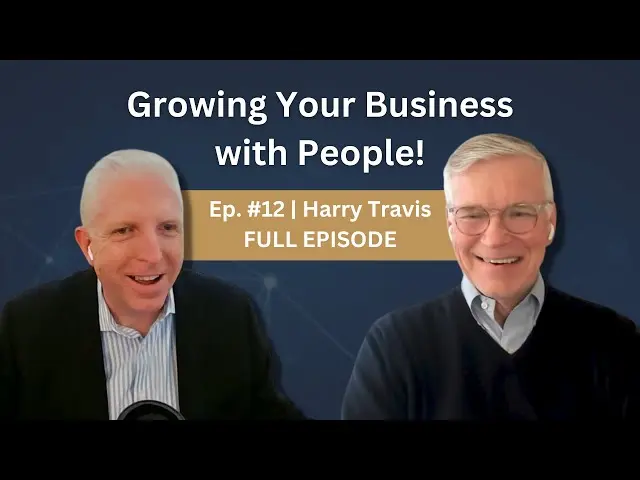 Growing Your Business
with People!
Ep. #12 | Harry Travis
FULL EPISODE